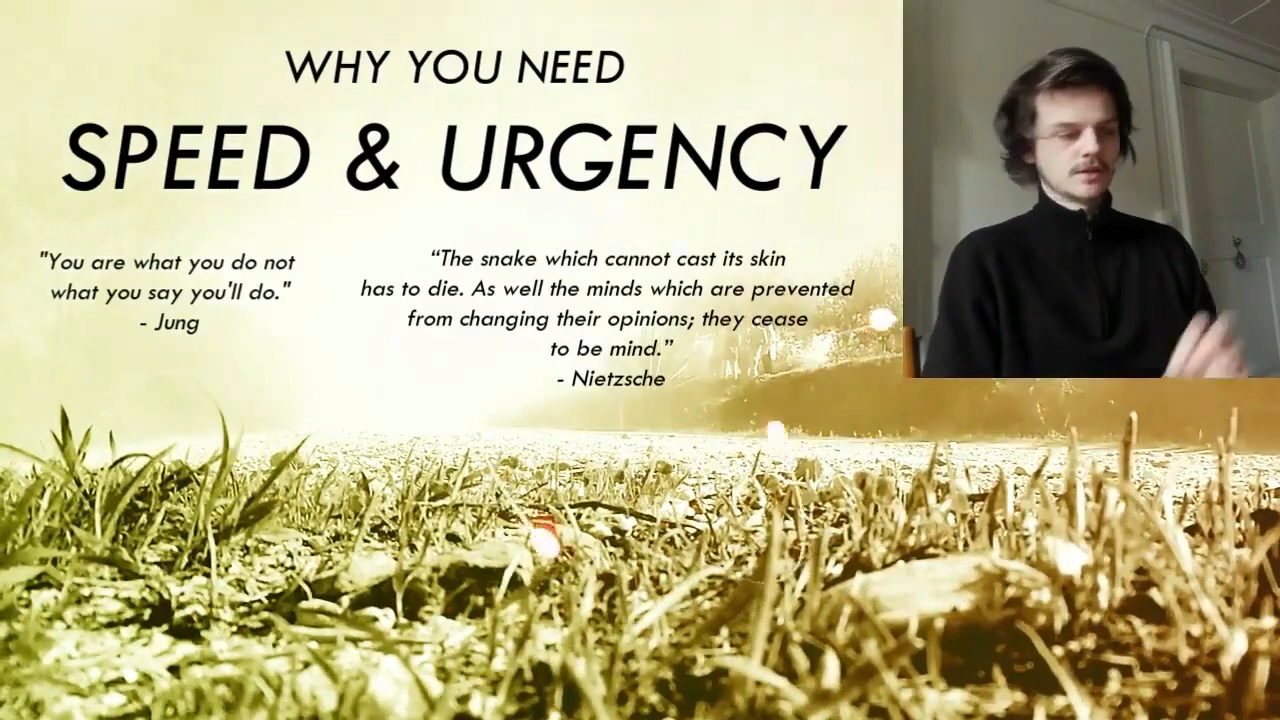 WHY YOU NEED
SPEED & URGENCY
"You are what you do not
what you say you'll do."
- Jung
“The snake which cannot cast its skin
has to die. As well the minds which are prevented
from changing their opinions; they cease
to be mind.”
- Nietzsche